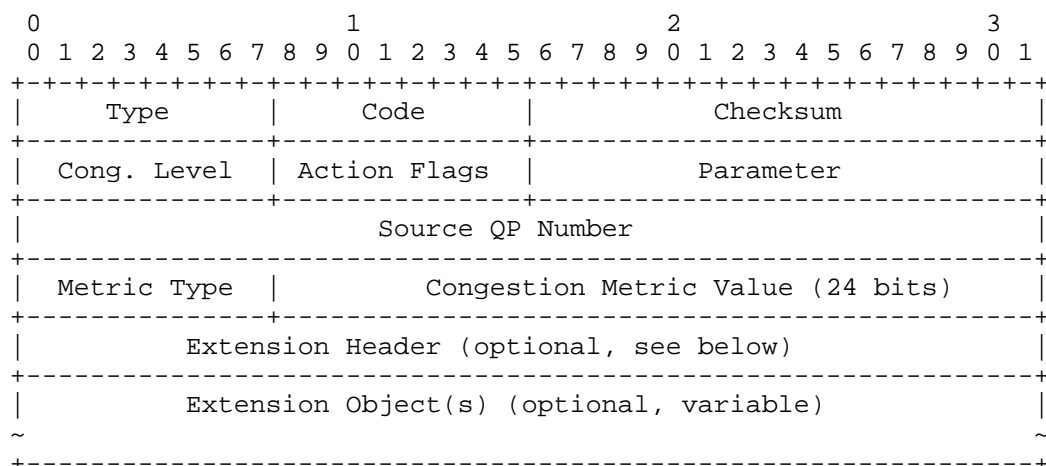 0                   1                   2                   3
 0 1 2 3 4 5 6 7 8 9 0 1 2 3 4 5 6 7 8 9 0 1 2 3 4 5 6 7 8 9 0 1
+-+-+-+-+-+-+-+-+-+-+-+-+-+-+-+-+-+-+-+-+-+-+-+-+-+-+-+-+-+-+-+-+
|     Type      |     Code      |           Checksum            |
+---------------+---------------+-------------------------------+
|  Cong. Level  | Action Flags  |          Parameter            |
+---------------+---------------+-------------------------------+
|                      Source QP Number                         |
+---------------------------------------------------------------+
|  Metric Type  |         Congestion Metric Value (24 bits)     |
+---------------+-----------------------------------------------+
|          Extension Header (optional, see below)               |
+---------------------------------------------------------------+
|          Extension Object(s) (optional, variable)             |
~                                                               ~
+---------------------------------------------------------------+